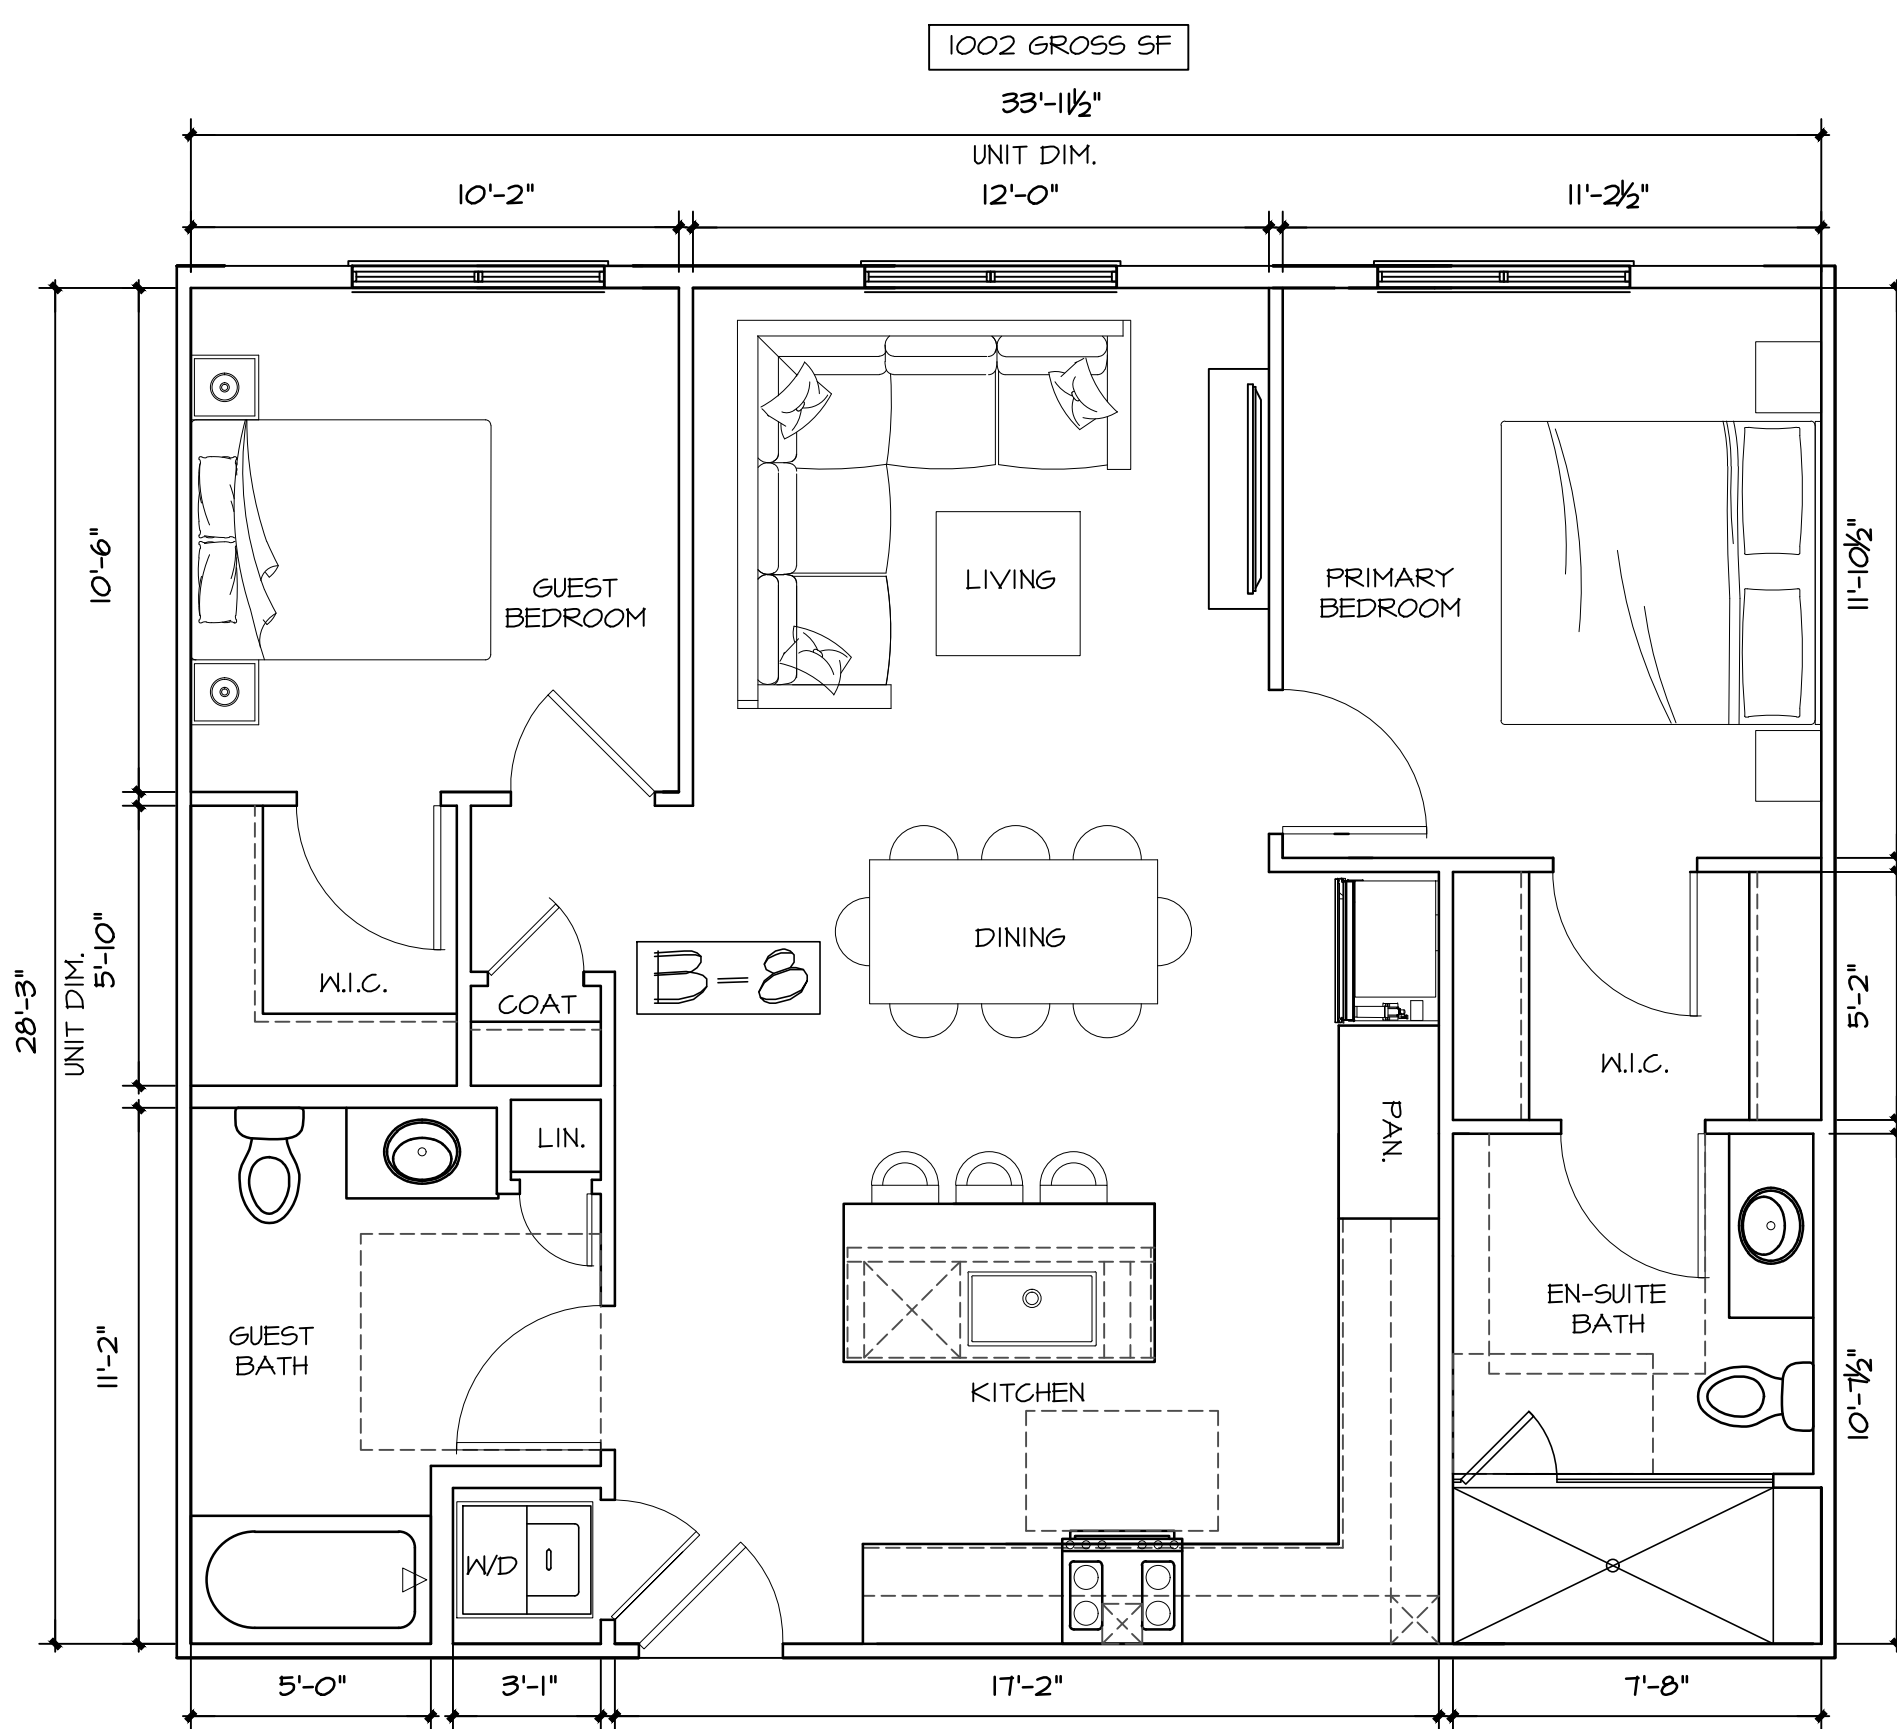 1002 GROSS SF
33'-11½"
UNIT DIM.
10'-2"
12'-0"
11'-2½"
10'-6"
GUEST
BEDROOM
LIVING
PRIMARY
BEDROOM
11'-10½"
28'-3"
UNIT DIM.
5'-10"
W.I.C.
COAT
B=8
DINING
5'-2"
W.I.C.
LIN.
PAN.
GUEST
BATH
11'-2"
KITCHEN
EN-SUITE
BATH
10'-7½"
W/D
5'-0"
3'-1"
17'-2"
7'-8"